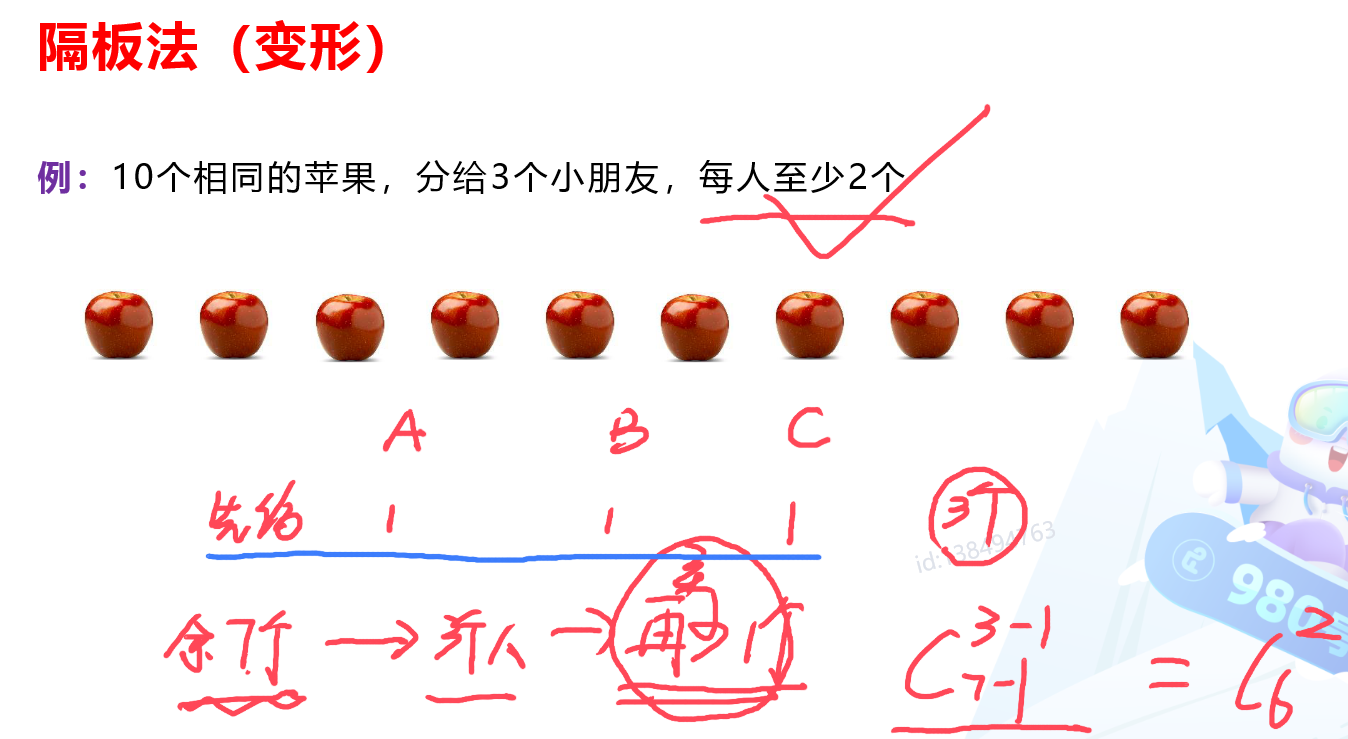 隔板法（变形）
例：10个相同的苹果，分给3个小朋友，每人至少2个
A B C
先给 1 1 1 3个
id:138494763
余7个 → 3个人 → 再少1个
C_{7-1}^{3-1} = C_6^2
980